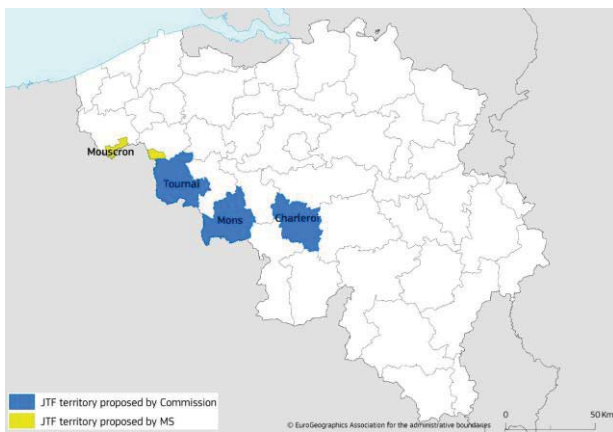 Mouscron
Tournai
Mons
Charleroi
JTF territory proposed by Commission
JTF territory proposed by MS
© EuroGeographics Association for the administrative boundaries
0 50 Km